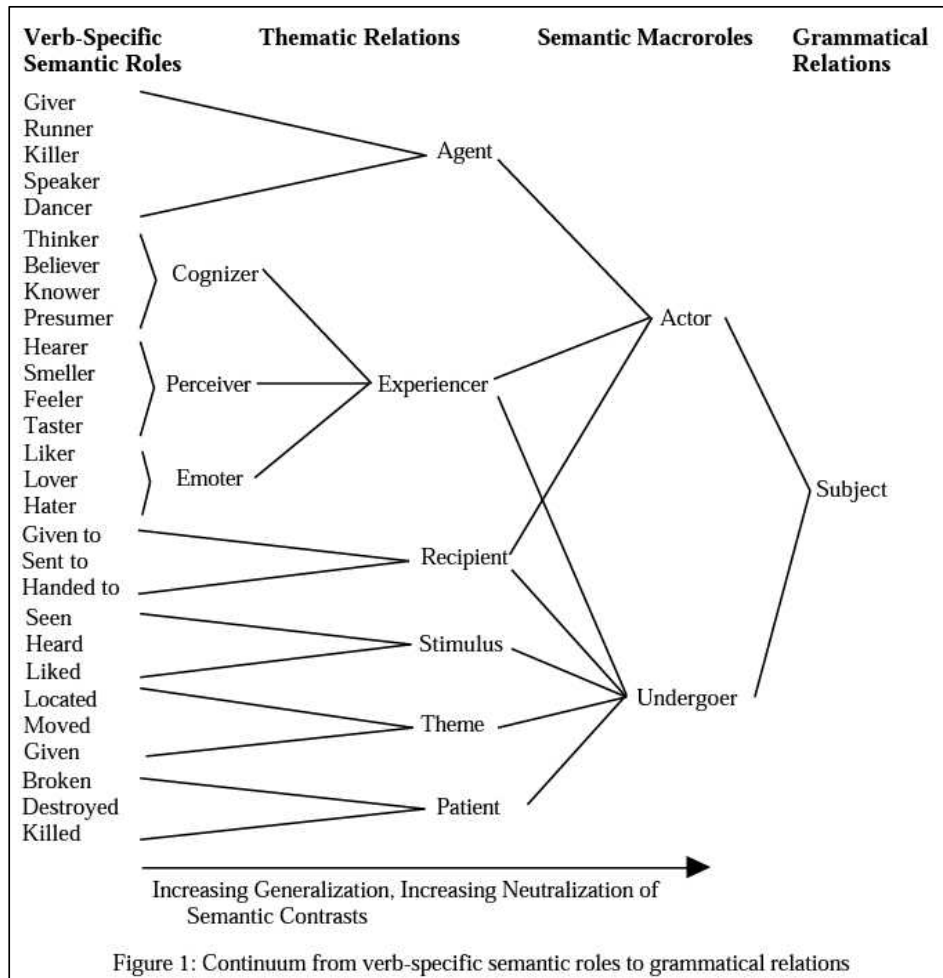 Verb-Specific Semantic Roles
Thematic Relations
Semantic Macroroles
Grammatical Relations
Giver
Runner
Killer
Speaker
Dancer
Agent
Thinker
Believer
Knower
Presumer
Cognizer
Hearer
Smeller
Feeler
Taster
Perceiver
Liker
Lover
Hater
Emoter
Experiencer
Given to
Sent to
Handed to
Recipient
Seen
Heard
Liked
Stimulus
Located
Moved
Given
Theme
Broken
Destroyed
Killed
Patient
Actor
Undergoer
Subject
Increasing Generalization, Increasing Neutralization of
Semantic Contrasts
Figure 1: Continuum from verb-specific semantic roles to grammatical relations